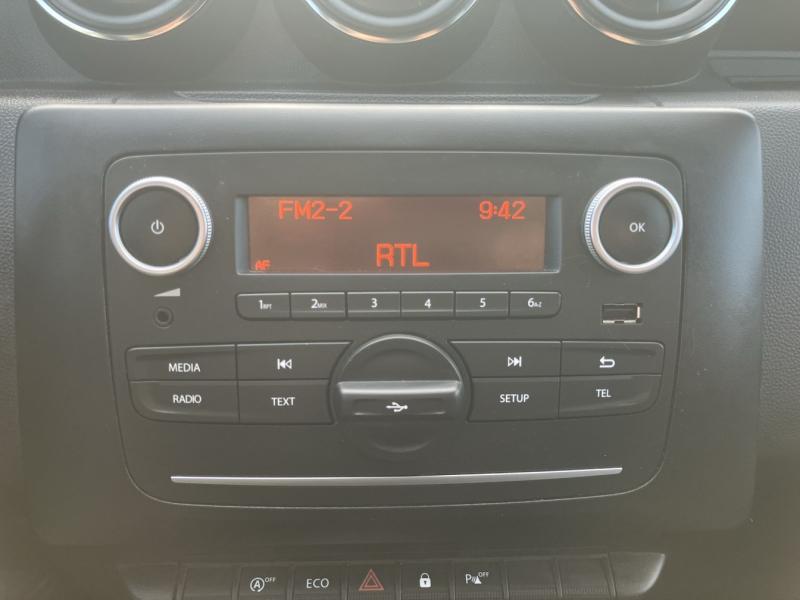 FM2-2 9:42
AF RTL
OK
1RPT 2MIX 3 4 5 6A-Z
MEDIA
RADIO TEXT SETUP TEL
A OFF ECO P OFF